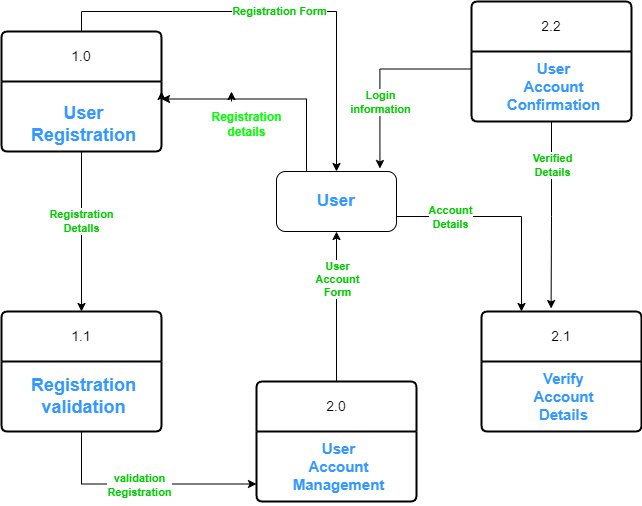 Registration Form
1.0
User
Registration
2.2
User
Account
Confirmation
Login
information
Registration
details
Verified
Details
User
Account
Details
Registration
Details
User
Account
Form
1.1
Registration
validation
2.1
Verify
Account
Details
2.0
User
Account
Management
validation
Registration